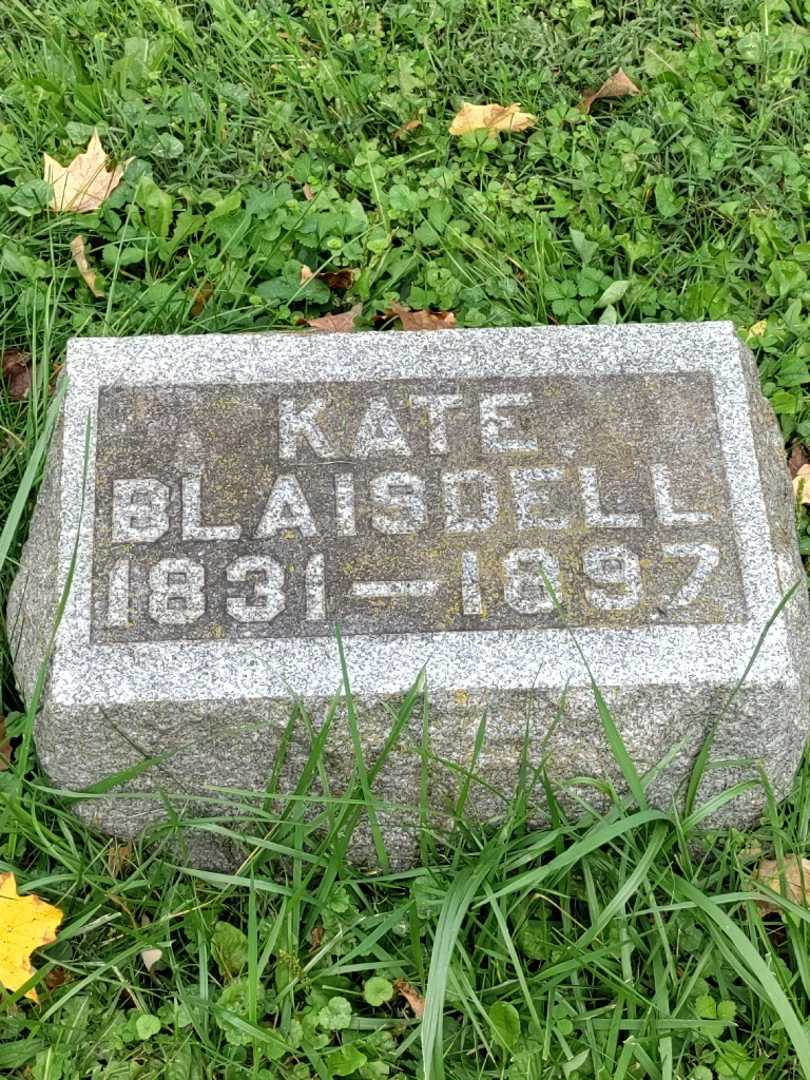 KATE.
BLAISDELL
1831—1897